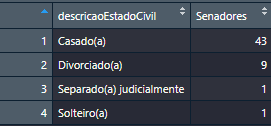 descricaoEstadoCivil Senadores
1 Casado(a) 43
2 Divorciado(a) 9
3 Separado(a) judicialmente 1
4 Solteiro(a) 1